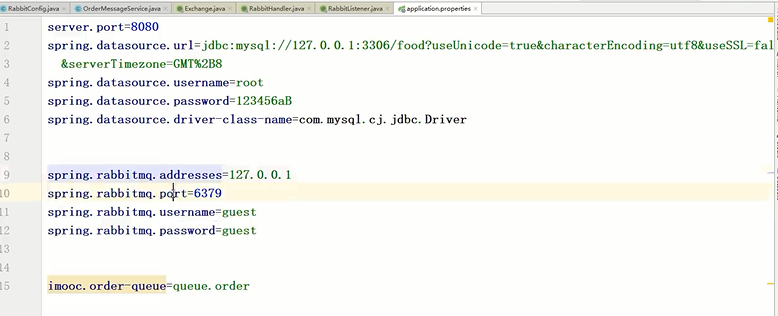 RabbitConfig.java × OrderMessageService.java × Exchange.java × RabbitHandler.java × RabbitListener.java × application.properties ×
1 server.port=8080
2 spring.datasource.url=jdbc:mysql://127.0.0.1:3306/food?useUnicode=true&characterEncoding=utf8&useSSL=fal
3 &serverTimezone=GMT%2B8
4 spring.datasource.username=root
5 spring.datasource.password=123456aB
6 spring.datasource.driver-class-name=com.mysql.cj.jdbc.Driver
7
8
9 spring.rabbitmq.addresses=127.0.0.1
10 spring.rabbitmq.port=6379
11 spring.rabbitmq.username=guest
12 spring.rabbitmq.password=guest
13
14
15 imooc.order-queue=queue.order